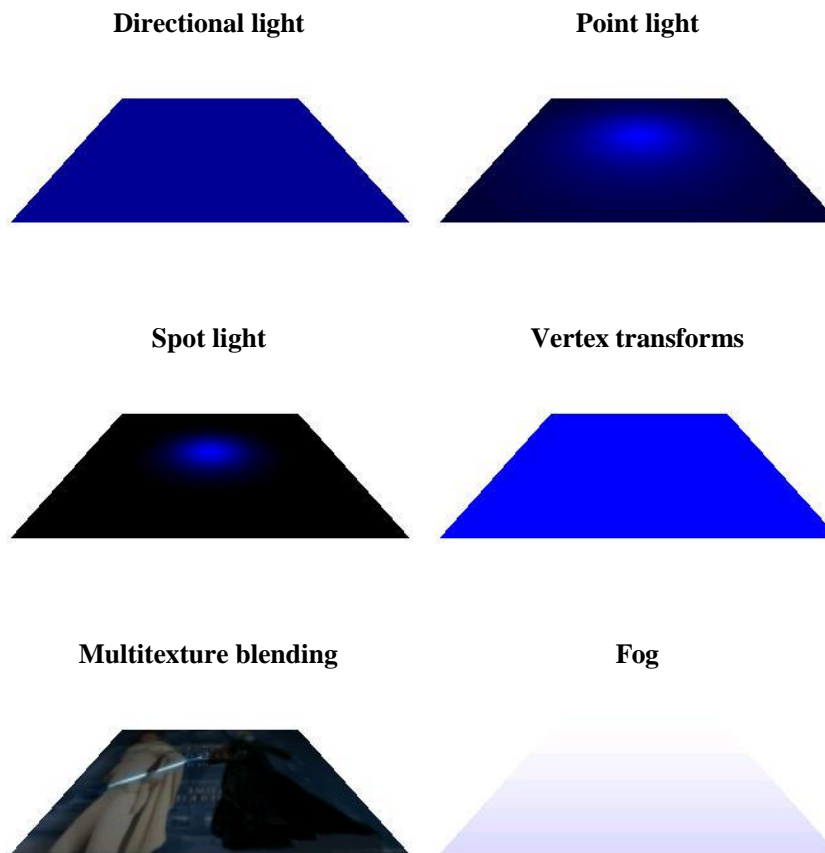 Directional light
Point light
Spot light
Vertex transforms
Multitexture blending
Fog